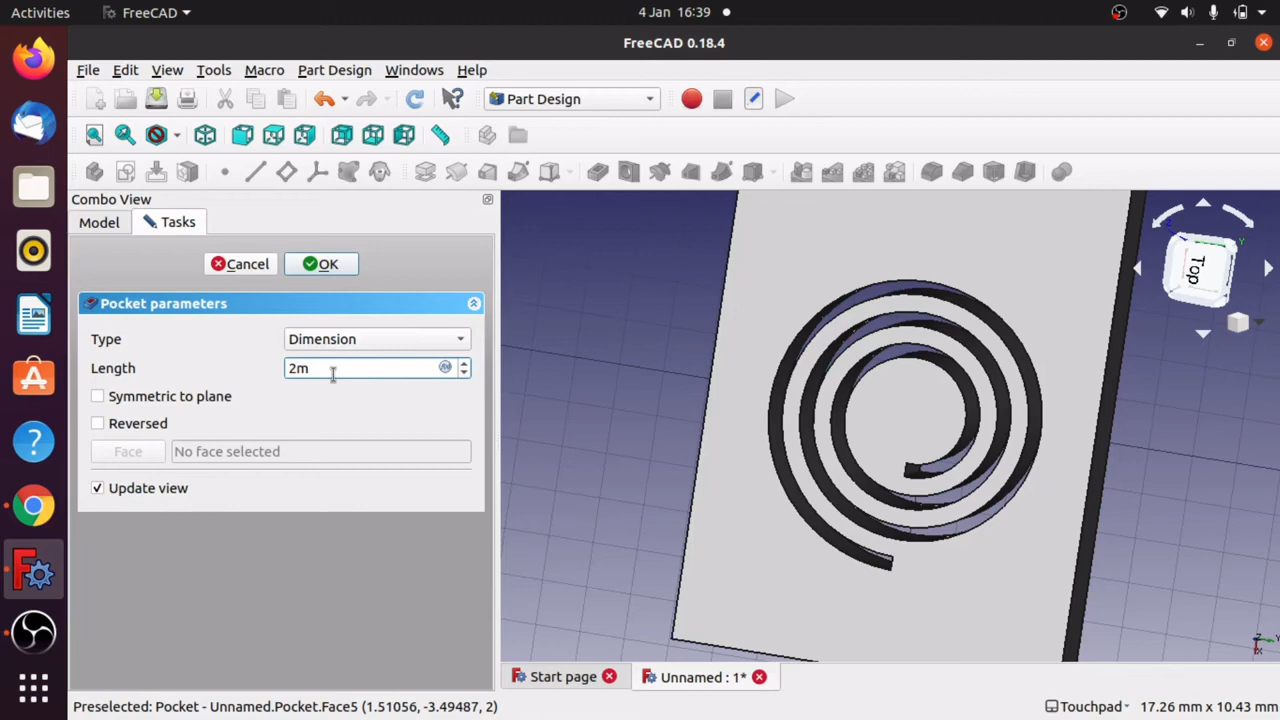 Activities
FreeCAD
4 Jan 16:39
FreeCAD 0.18.4
File Edit View Tools Macro Part Design Windows Help
Part Design
Combo View
Model Tasks
Cancel OK
Pocket parameters
Type Dimension
Length 2m
Symmetric to plane
Reversed
Face No face selected
Update view
Top
Start page Unnamed : 1*
Preselected: Pocket - Unnamed.Pocket.Face5 (1.51056, -3.49487, 2) Touchpad 17.26 mm x 10.43 mm